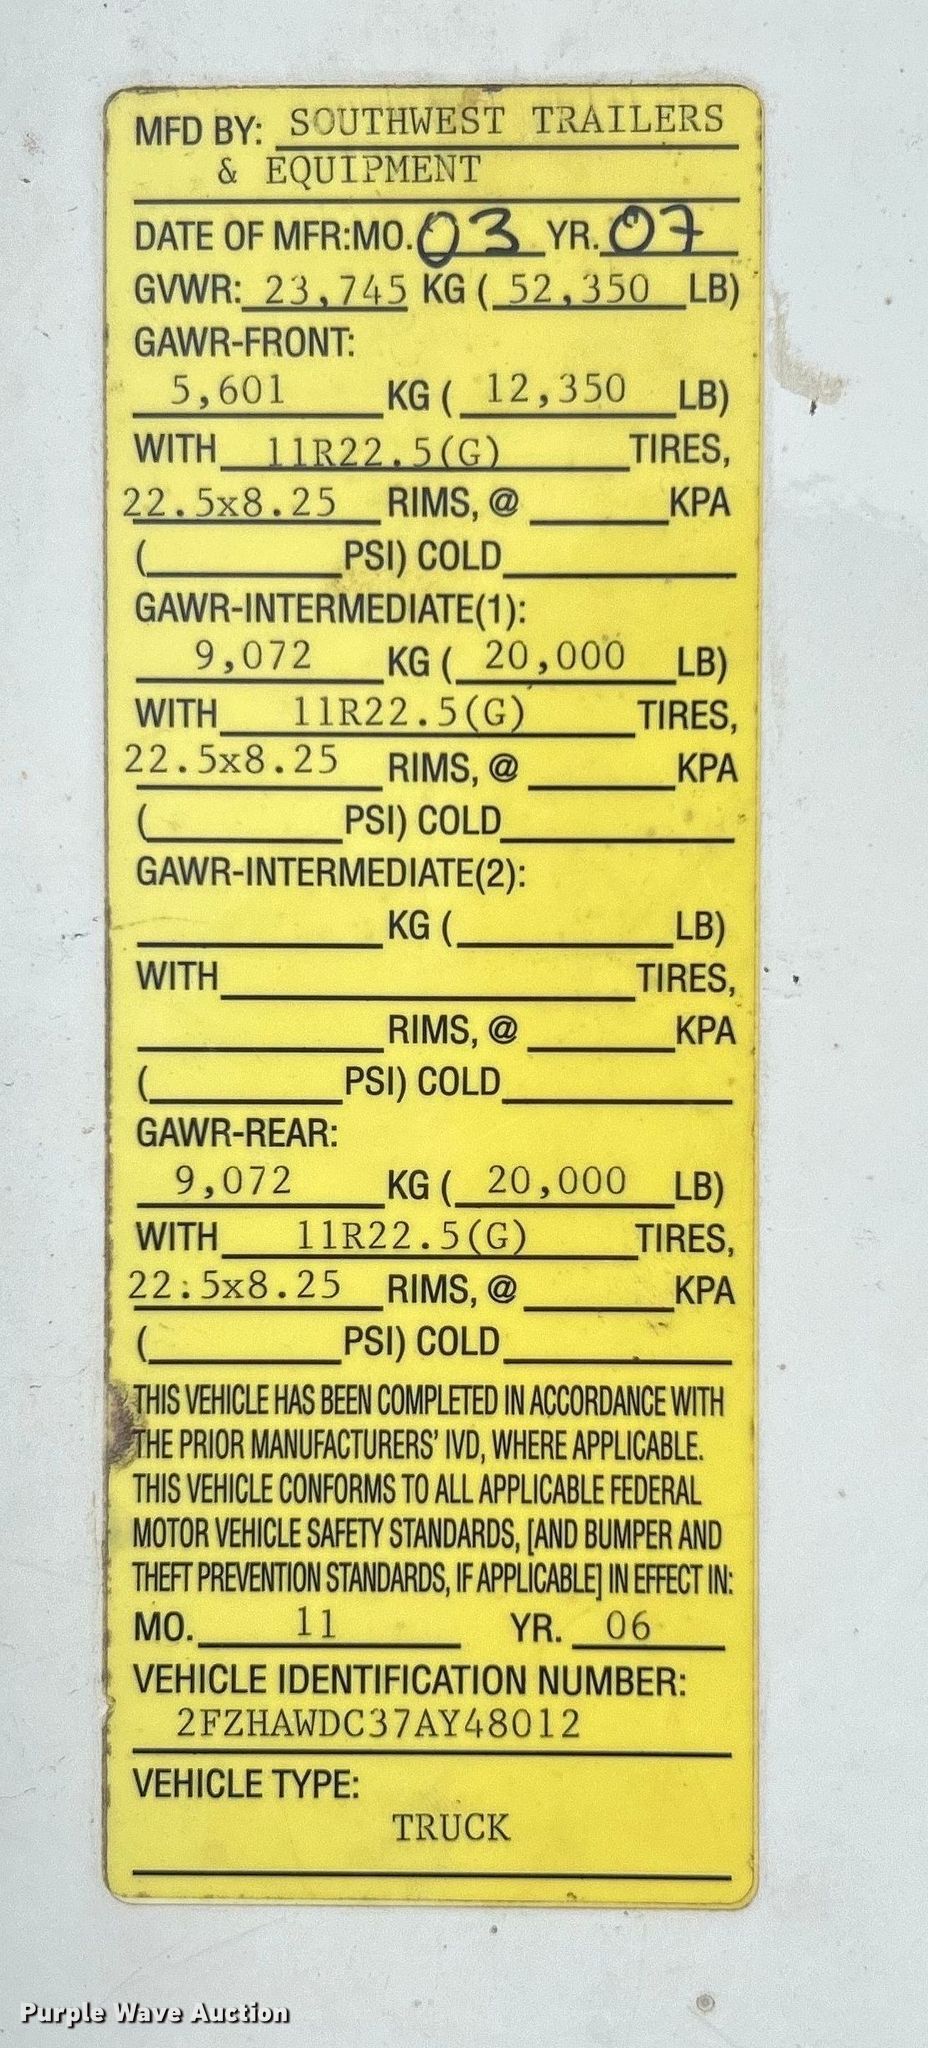 MFD BY: SOUTHWEST TRAILERS
& EQUIPMENT
DATE OF MFR:MO. 03 YR. 07
GVWR: 23,745 KG ( 52,350 LB)
GAWR-FRONT:
5,601 KG ( 12,350 LB)
WITH 11R22.5(G) TIRES,
22.5x8.25 RIMS, @ KPA
( PSI) COLD
GAWR-INTERMEDIATE(1):
9,072 KG ( 20,000 LB)
WITH 11R22.5(G) TIRES,
22.5x8.25 RIMS, @ KPA
( PSI) COLD
GAWR-INTERMEDIATE(2):
KG ( LB)
WITH TIRES,
RIMS, @ KPA
( PSI) COLD
GAWR-REAR:
9,072 KG ( 20,000 LB)
WITH 11R22.5(G) TIRES,
22.5x8.25 RIMS, @ KPA
( PSI) COLD
THIS VEHICLE HAS BEEN COMPLETED IN ACCORDANCE WITH
THE PRIOR MANUFACTURERS' IVD, WHERE APPLICABLE.
THIS VEHICLE CONFORMS TO ALL APPLICABLE FEDERAL
MOTOR VEHICLE SAFETY STANDARDS, [AND BUMPER AND
THEFT PREVENTION STANDARDS, IF APPLICABLE] IN EFFECT IN:
MO. 11 YR. 06
VEHICLE IDENTIFICATION NUMBER:
2FZHAWDC37AY48012
VEHICLE TYPE:
TRUCK
Purple Wave Auction